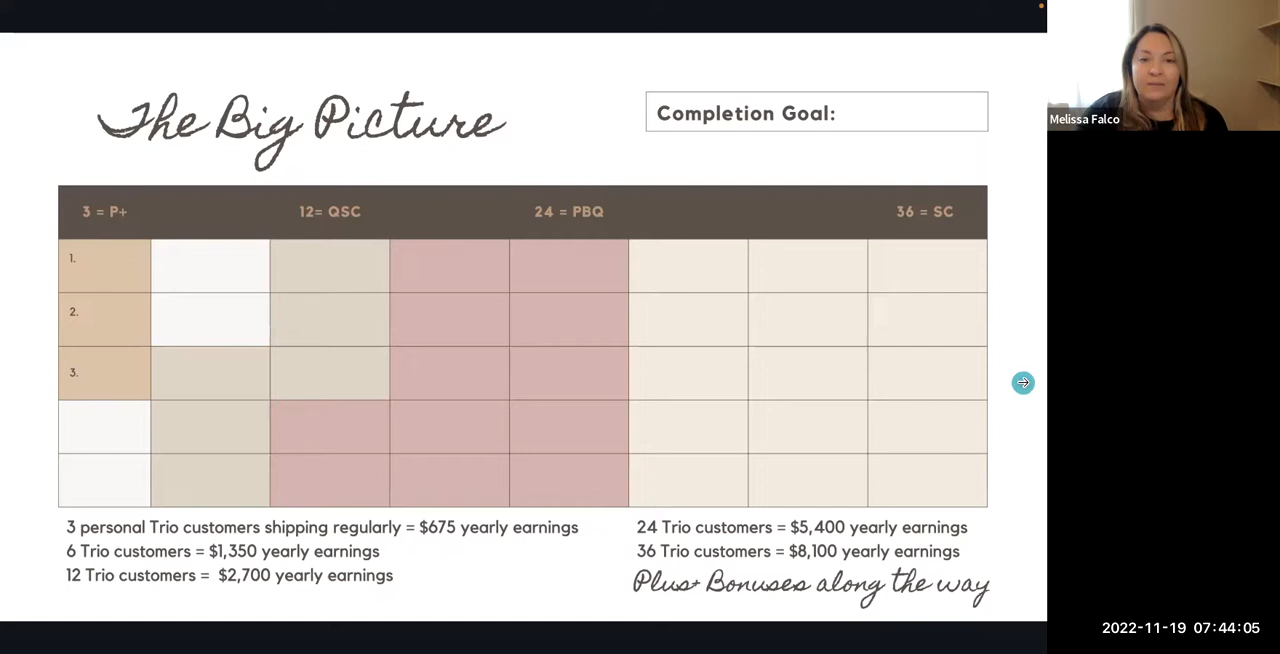 The Big Picture
Completion Goal:
3 = P+ 12= QSC 24 = PBQ 36 = SC
1.
2.
3.
3 personal Trio customers shipping regularly = $675 yearly earnings
6 Trio customers = $1,350 yearly earnings
12 Trio customers = $2,700 yearly earnings
24 Trio customers = $5,400 yearly earnings
36 Trio customers = $8,100 yearly earnings
Plus+ Bonuses along the way
Melissa Falco
2022-11-19 07:44:05